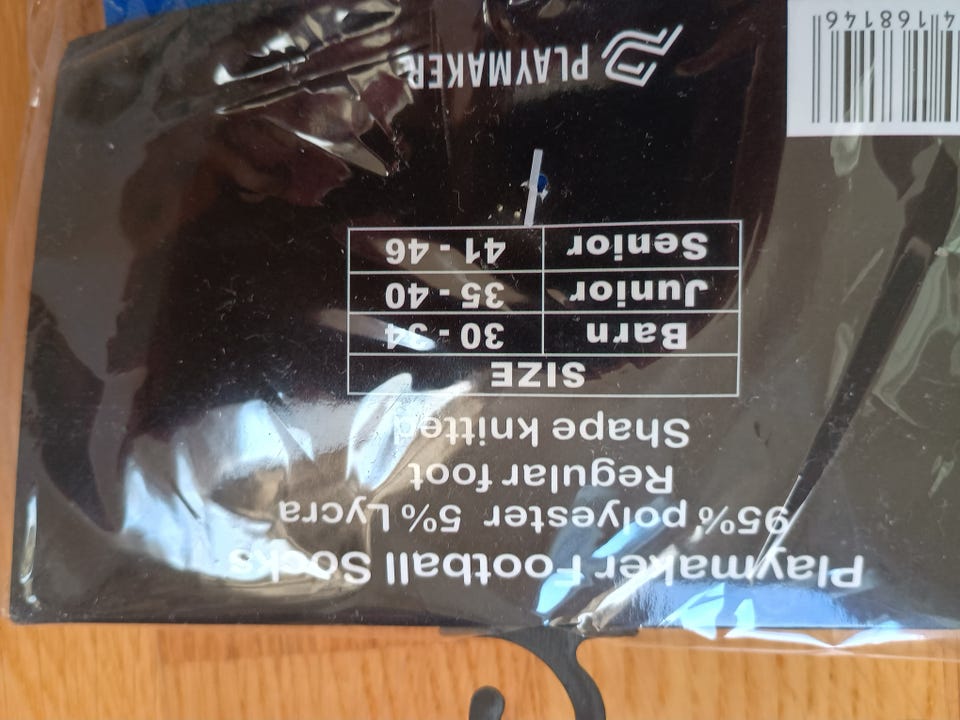 Playmaker Football Socks
95% polyester 5% Lycra
Regular foot
Shape knitted
SIZE
Barn 30 - 34
Junior 35 - 40
Senior 41 - 46
PLAYMAKER
4168146